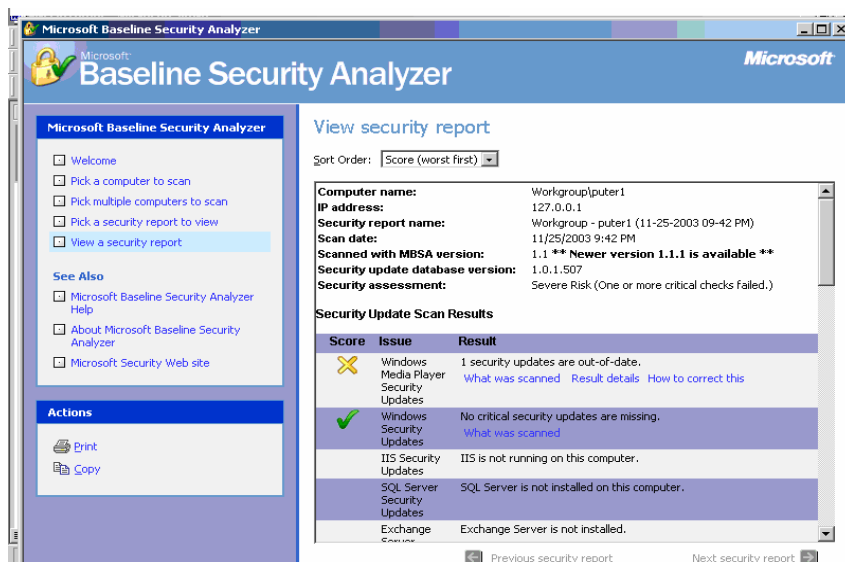 Microsoft Baseline Security Analyzer
Microsoft
Baseline Security Analyzer
Microsoft
Microsoft Baseline Security Analyzer
Welcome
Pick a computer to scan
Pick multiple computers to scan
Pick a security report to view
View a security report
See Also
Microsoft Baseline Security Analyzer
Help
About Microsoft Baseline Security
Analyzer
Microsoft Security Web site
Actions
Print
Copy
View security report
Sort Order: Score (worst first)
Computer name: Workgroup\puter1
IP address: 127.0.0.1
Security report name: Workgroup - puter1 (11-25-2003 09-42 PM)
Scan date: 11/25/2003 9:42 PM
Scanned with MBSA version: 1.1 ** Newer version 1.1.1 is available **
Security update database version: 1.0.1.507
Security assessment: Severe Risk (One or more critical checks failed.)
Security Update Scan Results
Score Issue Result
Windows Media Player Security Updates 1 security updates are out-of-date.
What was scanned Result details How to correct this
Windows Security Updates No critical security updates are missing.
What was scanned
IIS Security Updates IIS is not running on this computer.
SQL Server Security Updates SQL Server is not installed on this computer.
Exchange Server Exchange Server is not installed.
Previous security report Next security report